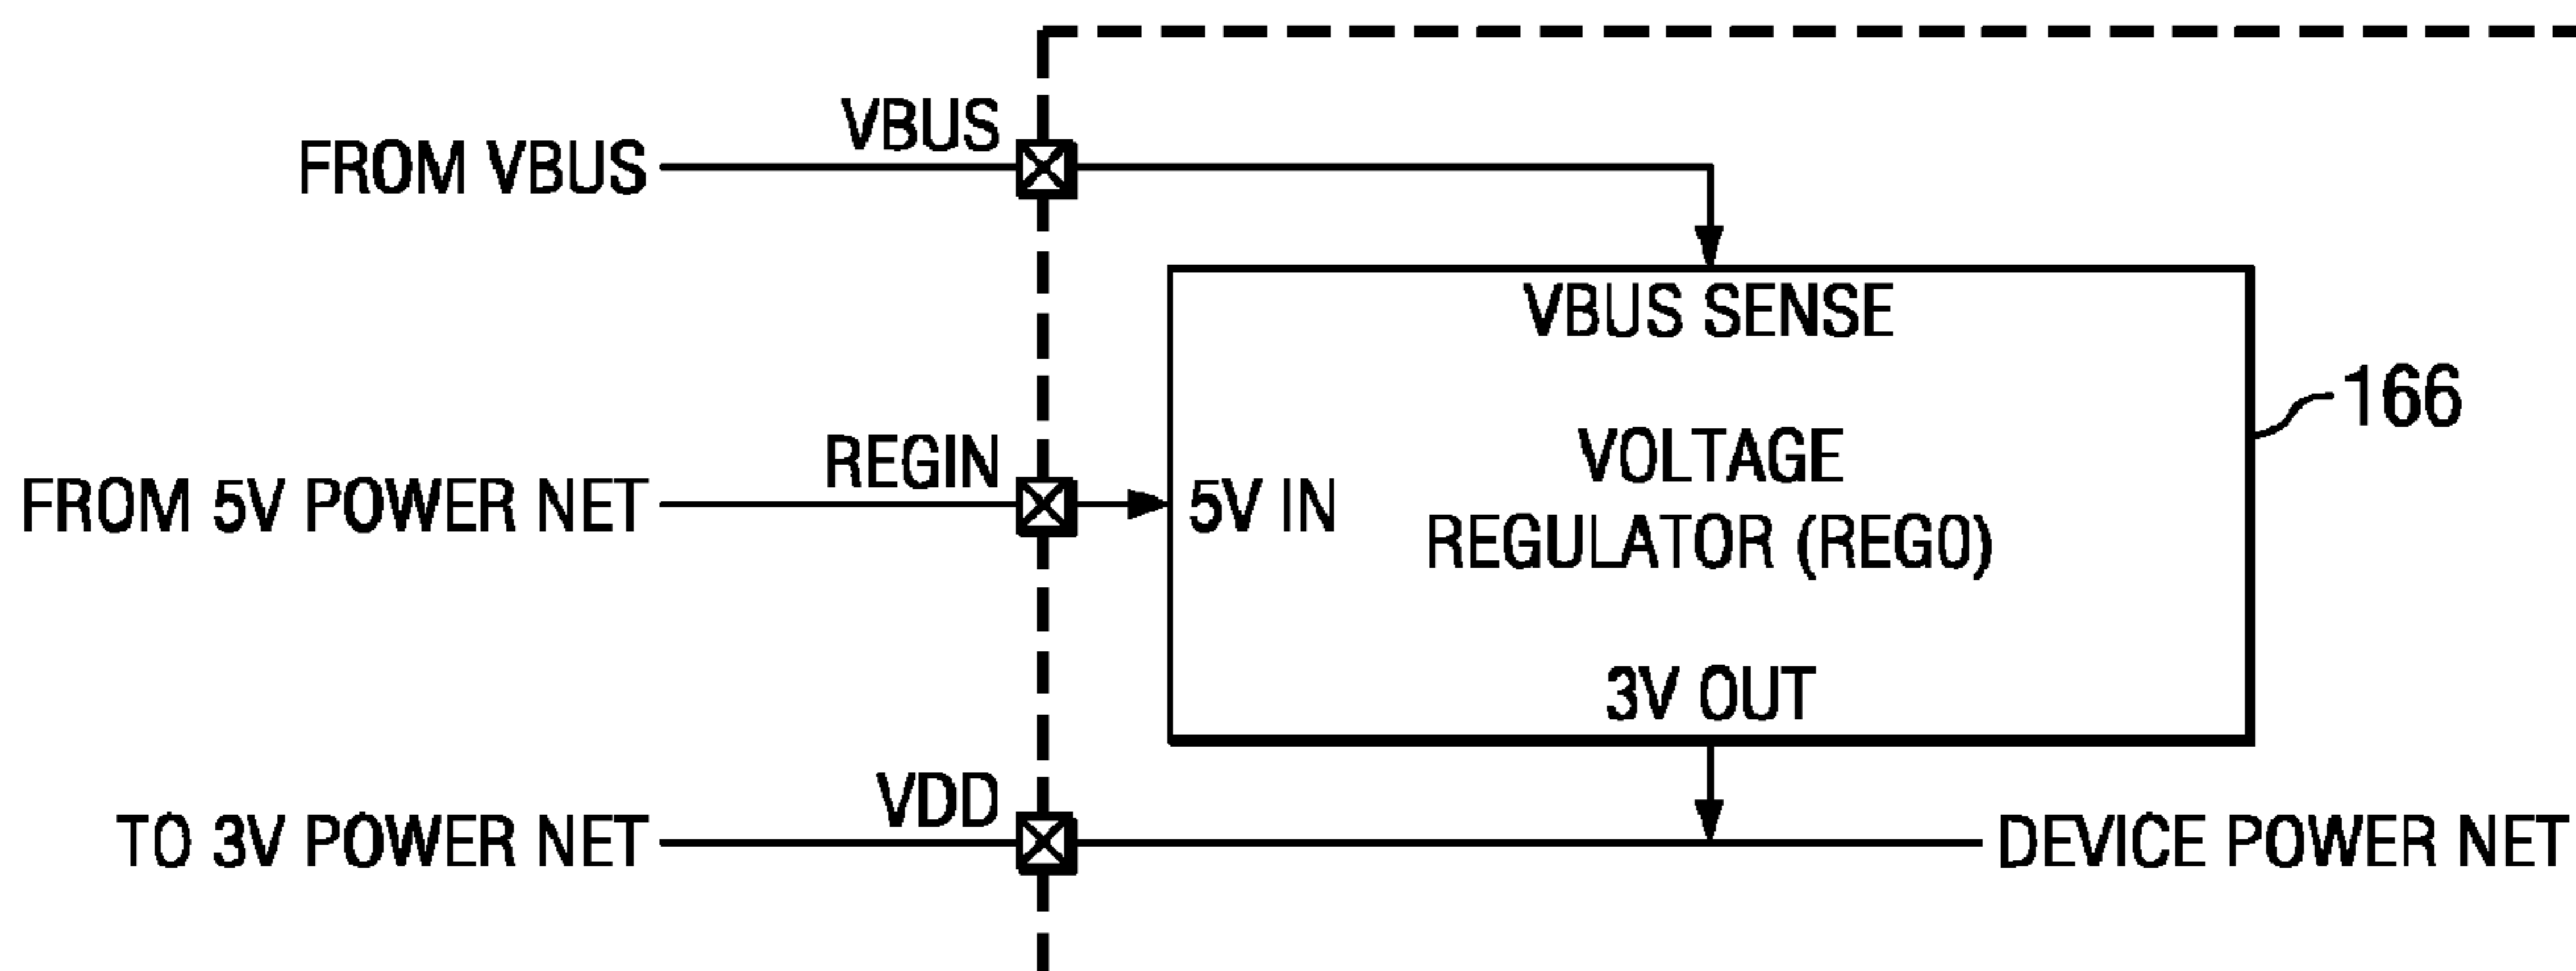 VBUS
FROM VBUS
VBUS SENSE
166
VOLTAGE
REGIN
FROM 5V POWER NET
5V IN
REGULATOR (REG0)
3V OUT
VDD
TO 3V POWER NET
DEVICE POWER NET